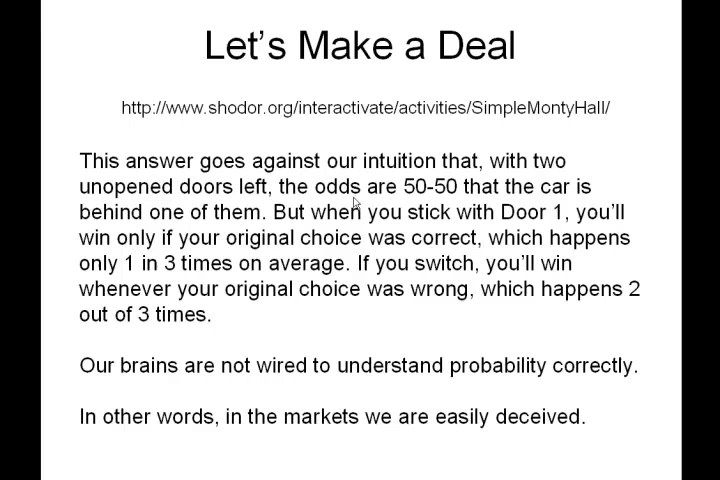 Let's Make a Deal
http://www.shodor.org/interactivate/activities/SimpleMontyHall/
This answer goes against our intuition that, with two
unopened doors left, the odds are 50-50 that the car is
behind one of them. But when you stick with Door 1, you'll
win only if your original choice was correct, which happens
only 1 in 3 times on average. If you switch, you'll win
whenever your original choice was wrong, which happens 2
out of 3 times.
Our brains are not wired to understand probability correctly.
In other words, in the markets we are easily deceived.